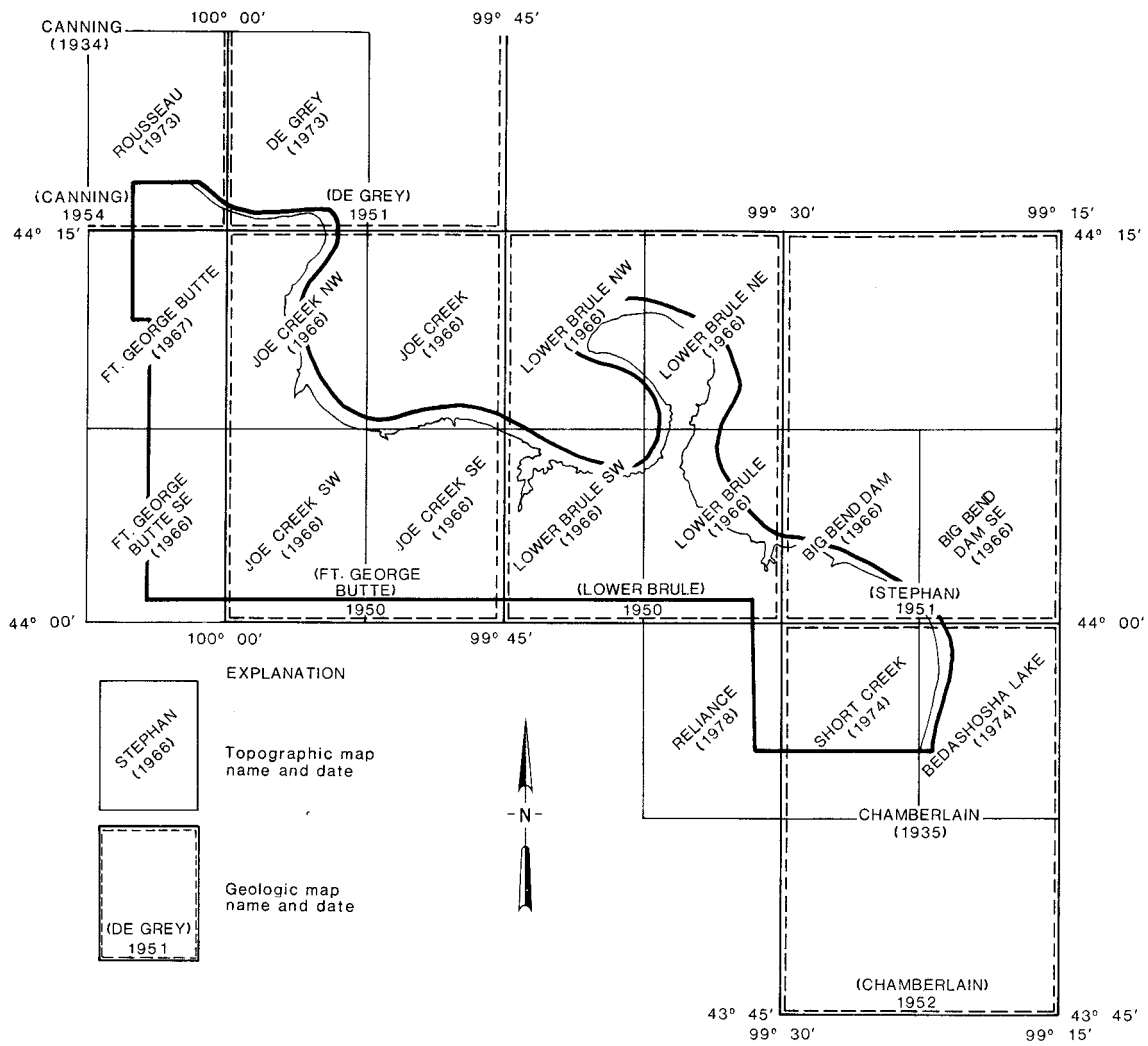 100° 00′
99° 45′
CANNING
(1934)
ROUSSEAU
(1973)
DE GREY
(1973)
(CANNING)
1954
(DE GREY)
1951
99° 30′
99° 15′
44° 15′
44° 15′
FT. GEORGE BUTTE
(1967)
JOE CREEK NW
(1966)
JOE CREEK
(1966)
LOWER BRULE NW
(1966)
LOWER BRULE NE
(1966)
FT. GEORGE
BUTTE SE
(1966)
JOE CREEK SW
(1966)
JOE CREEK SE
(1966)
LOWER BRULE SW
(1966)
LOWER BRULE
(1966)
BIG BEND DAM
(1966)
BIG BEND
DAM SE
(1966)
(FT. GEORGE
BUTTE)
1950
(LOWER BRULE)
1950
(STEPHAN)
1951
44° 00′
44° 00′
100° 00′
99° 45′
EXPLANATION
STEPHAN
(1966)
Topographic map
name and date
(DE GREY)
1951
Geologic map
name and date
-N-
RELIANCE
(1978)
SHORT CREEK
(1974)
BEDASHOSHA LAKE
(1974)
CHAMBERLAIN
(1935)
(CHAMBERLAIN)
1952
43° 45′
43° 45′
99° 30′
99° 15′